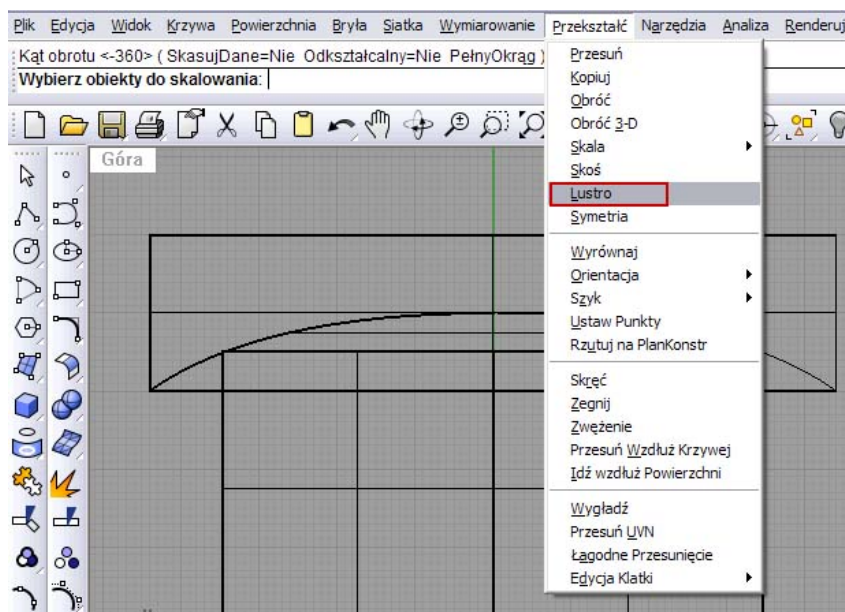 Plik Edycja Widok Krzywa Powierzchnia Bryła Siatka Wymiarowanie Przekształć Narzędzia Analiza Renderuj
Kąt obrotu <-360> ( SkasujDane=Nie Odkształcalny=Nie PełnyOkrąg )
Wybierz obiekty do skalowania:
Góra
Przesuń
Kopiuj
Obróć
Obróć 3-D
Skala
Skoś
Lustro
Symetria
Wyrównaj
Orientacja
Szyk
Ustaw Punkty
Rzutuj na PlanKonstr
Skręć
Zegnij
Zwężenie
Przesuń Wzdłuż Krzywej
Idź wzdłuż Powierzchni
Wygładź
Przesuń UVN
Łagodne Przesunięcie
Edycja Klatki